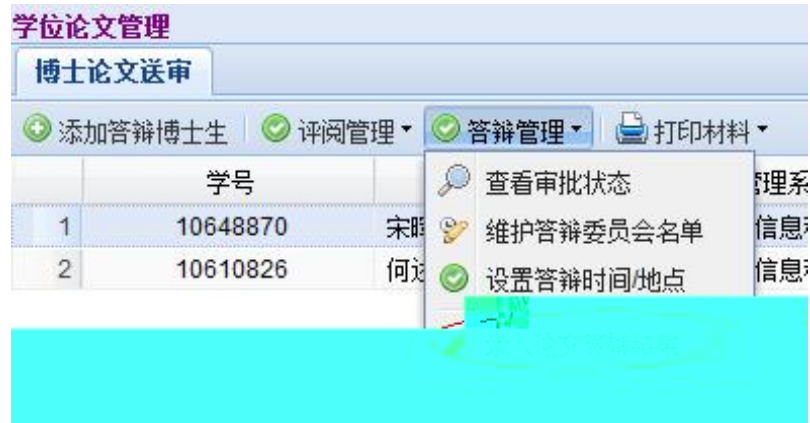 学位论文管理
博士论文送审
添加答辩博士生 评阅管理 答辩管理 打印材料
学号 查看审批状态 管理系
1 10648870 宋 维护答辩委员会名单 信息
2 10610826 何 设置答辩时间/地点 信息